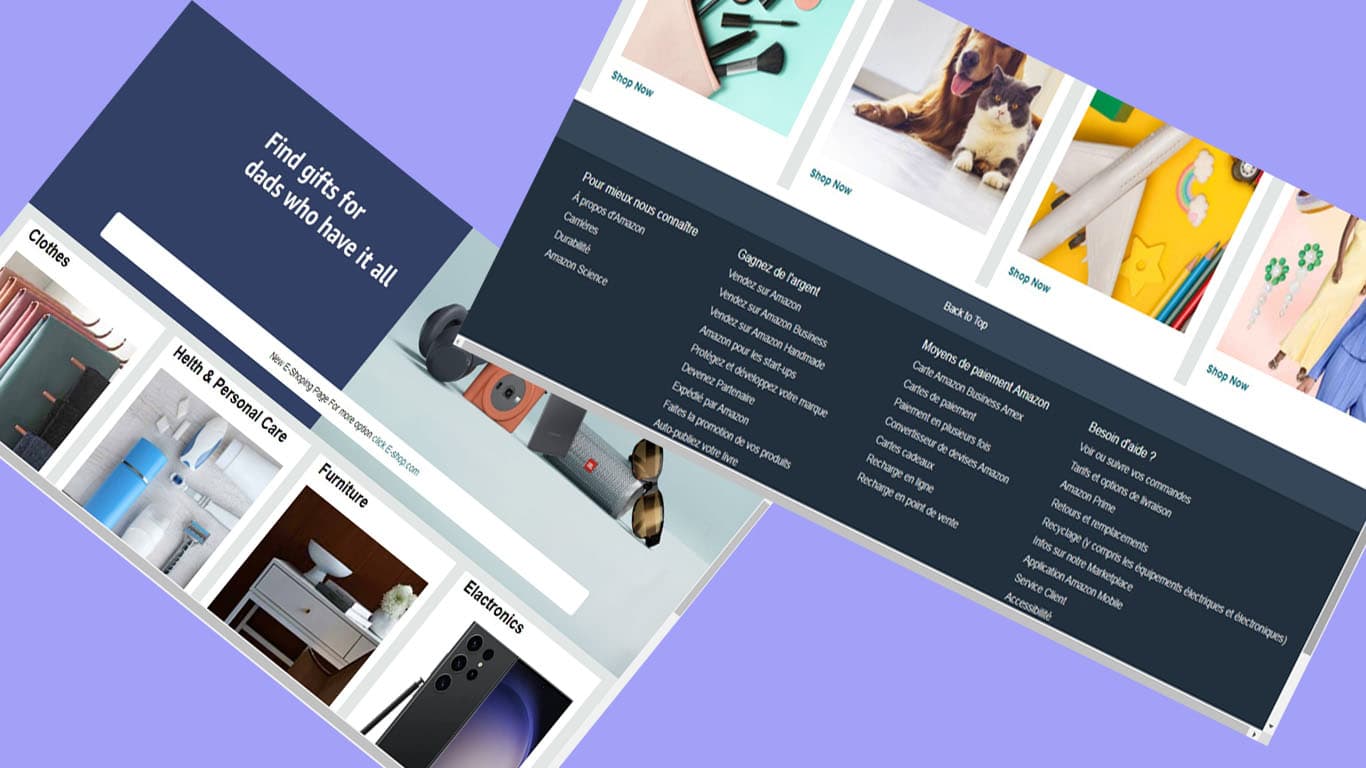 Find gifts for
dads who have it all
New E-Shoping Page For more option click E-shop.com
Clothes
Helth & Personal Care
Furniture
Elactronics
JBL
Shop Now
Shop Now
Shop Now
Shop Now
Back to Top
Pour mieux nous connaître
À propos d'Amazon
Carrières
Durabilité
Amazon Science
Gagnez de l'argent
Vendez sur Amazon
Vendez sur Amazon Business
Vendez sur Amazon Handmade
Amazon pour les start-ups
Protégez et développez votre marque
Devenez Partenaire
Expédié par Amazon
Faites la promotion de vos produits
Auto-publiez votre livre
Moyens de paiement Amazon
Carte Amazon Business Amex
Cartes de paiement
Paiement en plusieurs fois
Convertisseur de devises Amazon
Cartes cadeaux
Recharge en ligne
Recharge en point de vente
Besoin d'aide ?
Voir ou suivre vos commandes
Tarifs et options de livraison
Amazon Prime
Retours et remplacements
Recyclage (y compris les équipements électriques et électroniques)
Infos sur notre Marketplace
Application Amazon Mobile
Service Client
Accessibilité